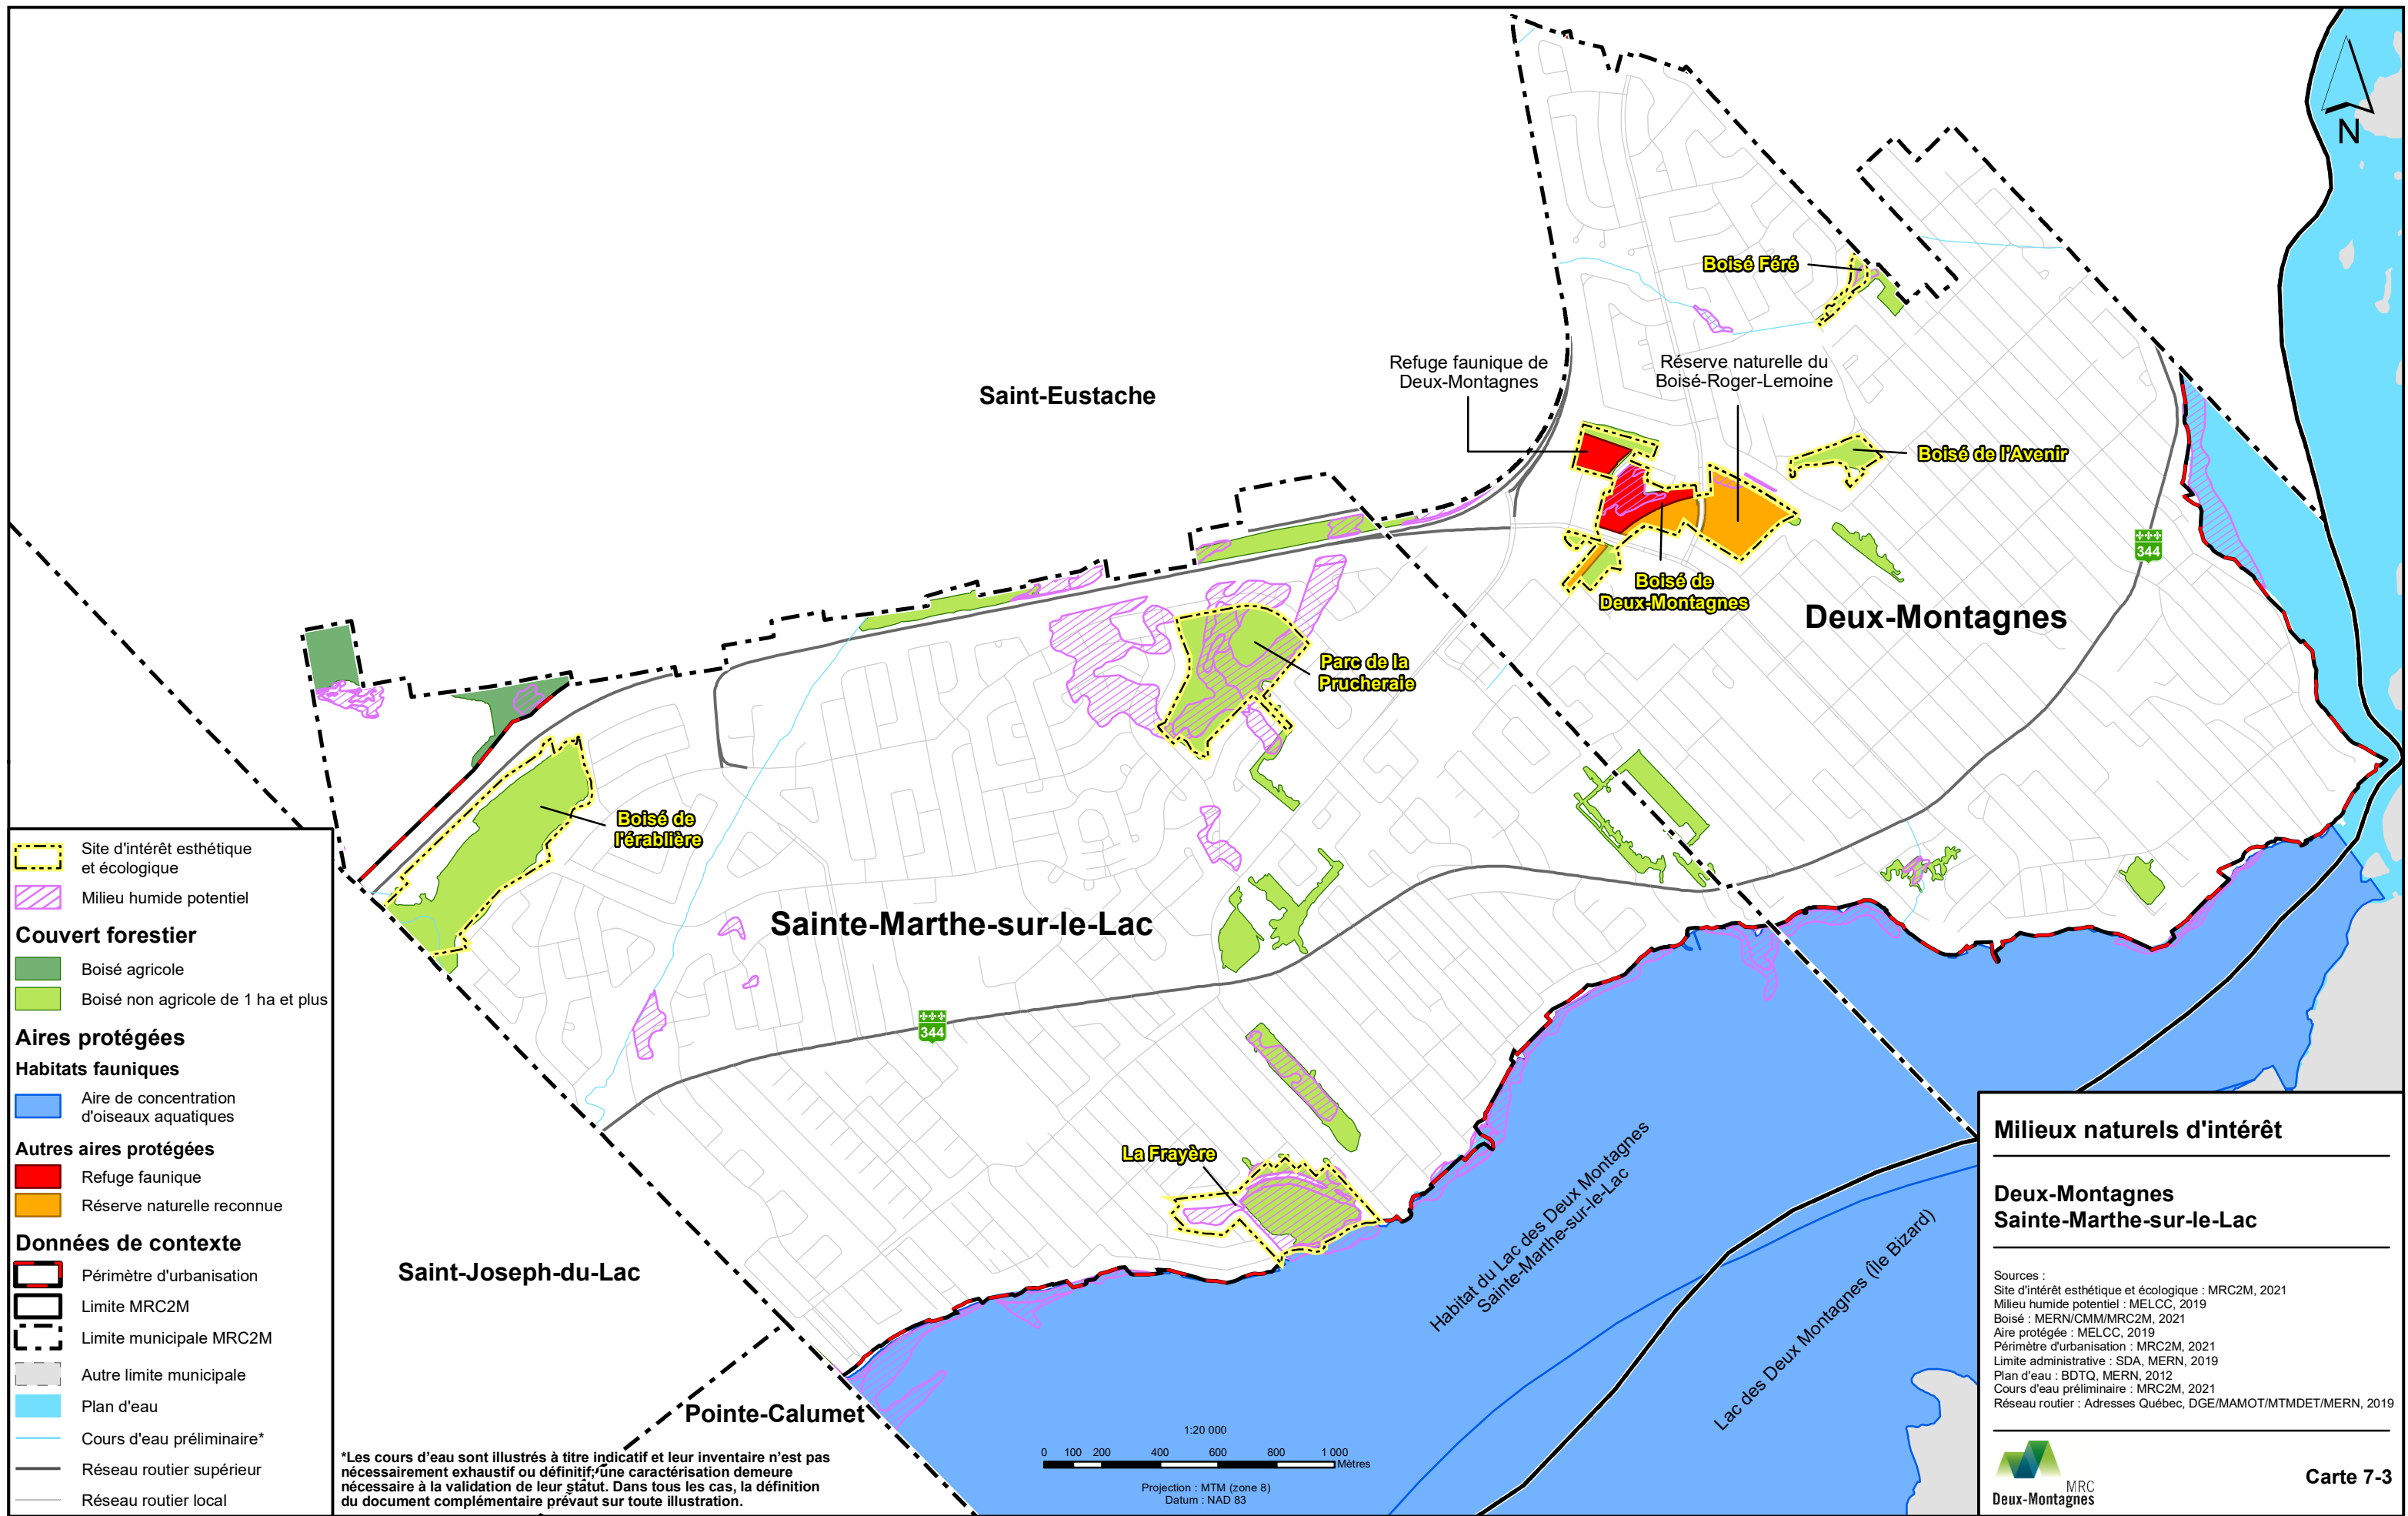 N
Boisé Féré
Refuge faunique de
Deux-Montagnes
Réserve naturelle du
Boisé-Roger-Lemoine
Saint-Eustache
Boisé de l'Avenir
344
Boisé de
Deux-Montagnes
Deux-Montagnes
Parc de la
Prucheraie
Boisé de
l'érablière
Sainte-Marthe-sur-le-Lac
344
La Frayère
Saint-Joseph-du-Lac
Pointe-Calumet
Habitat du Lac des Deux Montagnes
Sainte-Marthe-sur-le-Lac
Lac des Deux Montagnes (Île Bizard)
Site d'intérêt esthétique
et écologique
Milieu humide potentiel
Couvert forestier
Boisé agricole
Boisé non agricole de 1 ha et plus
Aires protégées
Habitats fauniques
Aire de concentration
d'oiseaux aquatiques
Autres aires protégées
Refuge faunique
Réserve naturelle reconnue
Données de contexte
Périmètre d'urbanisation
Limite MRC2M
Limite municipale MRC2M
Autre limite municipale
Plan d'eau
Cours d'eau préliminaire*
Réseau routier supérieur
Réseau routier local
*Les cours d'eau sont illustrés à titre indicatif et leur inventaire n'est pas
nécessairement exhaustif ou définitif; une caractérisation demeure
nécessaire à la validation de leur statut. Dans tous les cas, la définition
du document complémentaire prévaut sur toute illustration.
1:20 000
0 100 200 400 600 800 1 000
Mètres
Projection : MTM (zone 8)
Datum : NAD 83
Milieux naturels d'intérêt
Deux-Montagnes
Sainte-Marthe-sur-le-Lac
Sources :
Site d'intérêt esthétique et écologique : MRC2M, 2021
Milieu humide potentiel : MELCC, 2019
Boisé : MERN/CMM/MRC2M, 2021
Aire protégée : MELCC, 2019
Périmètre d'urbanisation : MRC2M, 2021
Limite administrative : SDA, MERN, 2019
Plan d'eau : BDTQ, MERN, 2012
Cours d'eau préliminaire : MRC2M, 2021
Réseau routier : Adresses Québec, DGE/MAMOT/MTMDET/MERN, 2019
MRC
Deux-Montagnes
Carte 7-3